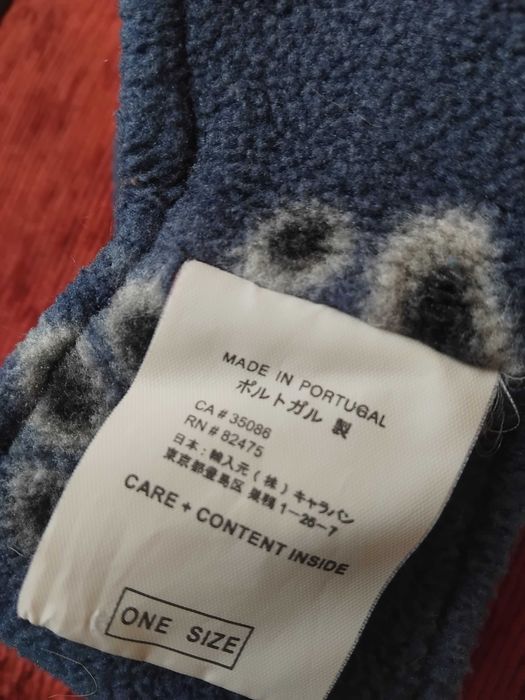 MADE IN PORTUGAL
ポルトガル 製
CA # 35086
RN # 82475
日本：輸入元（株）キャラバン
東京都豊島区 巣鴨 1－25－7
CARE + CONTENT INSIDE
ONE SIZE